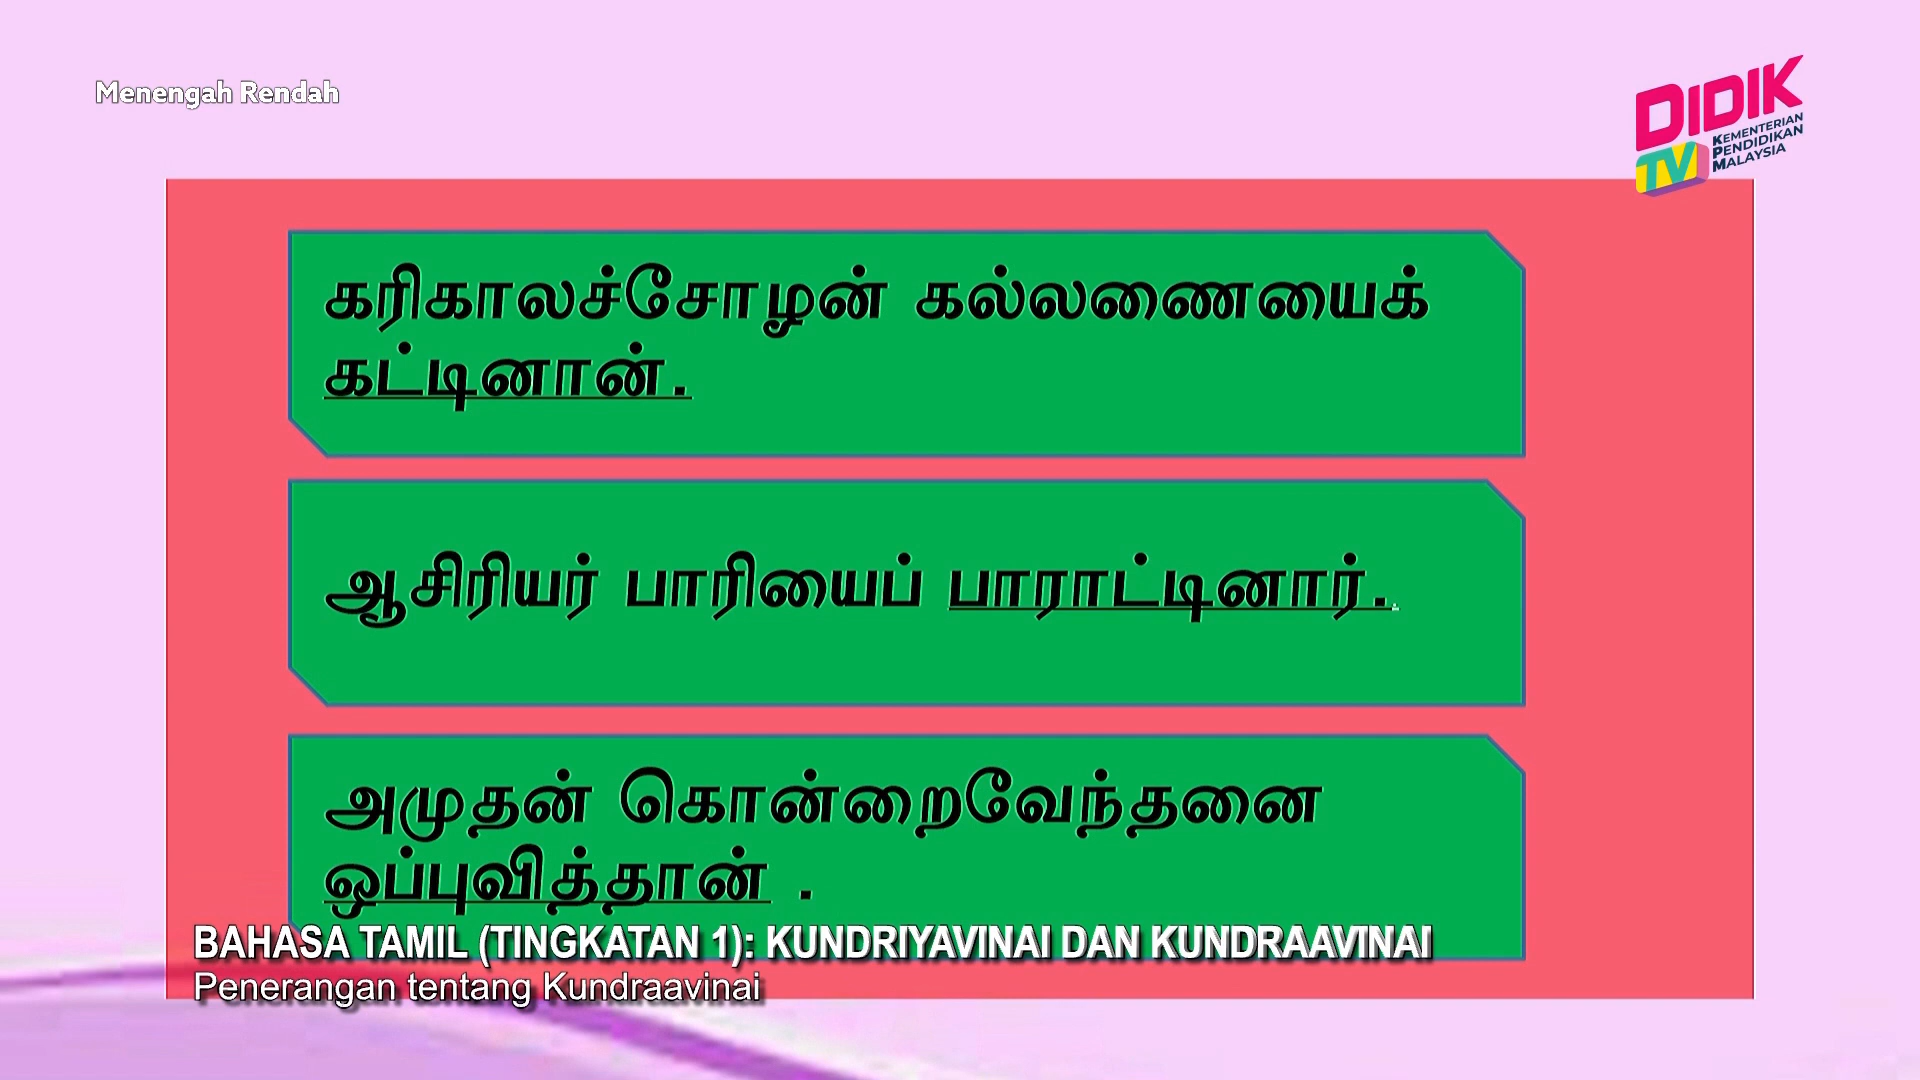 Menengah Rendah
DIDIK
TV
KEMENTERIAN
PENDIDIKAN
MALAYSIA
கரிகாலச்சோழன் கல்லணையைக்
கட்டினான்.
ஆசிரியர் பாரியைப் பாராட்டினார்..
அமுதன் கொன்றைவேந்தனை
ஒப்புவித்தான் .
BAHASA TAMIL (TINGKATAN 1): KUNDRIYAVINAI DAN KUNDRAAVINAI
Penerangan tentang Kundraavinai